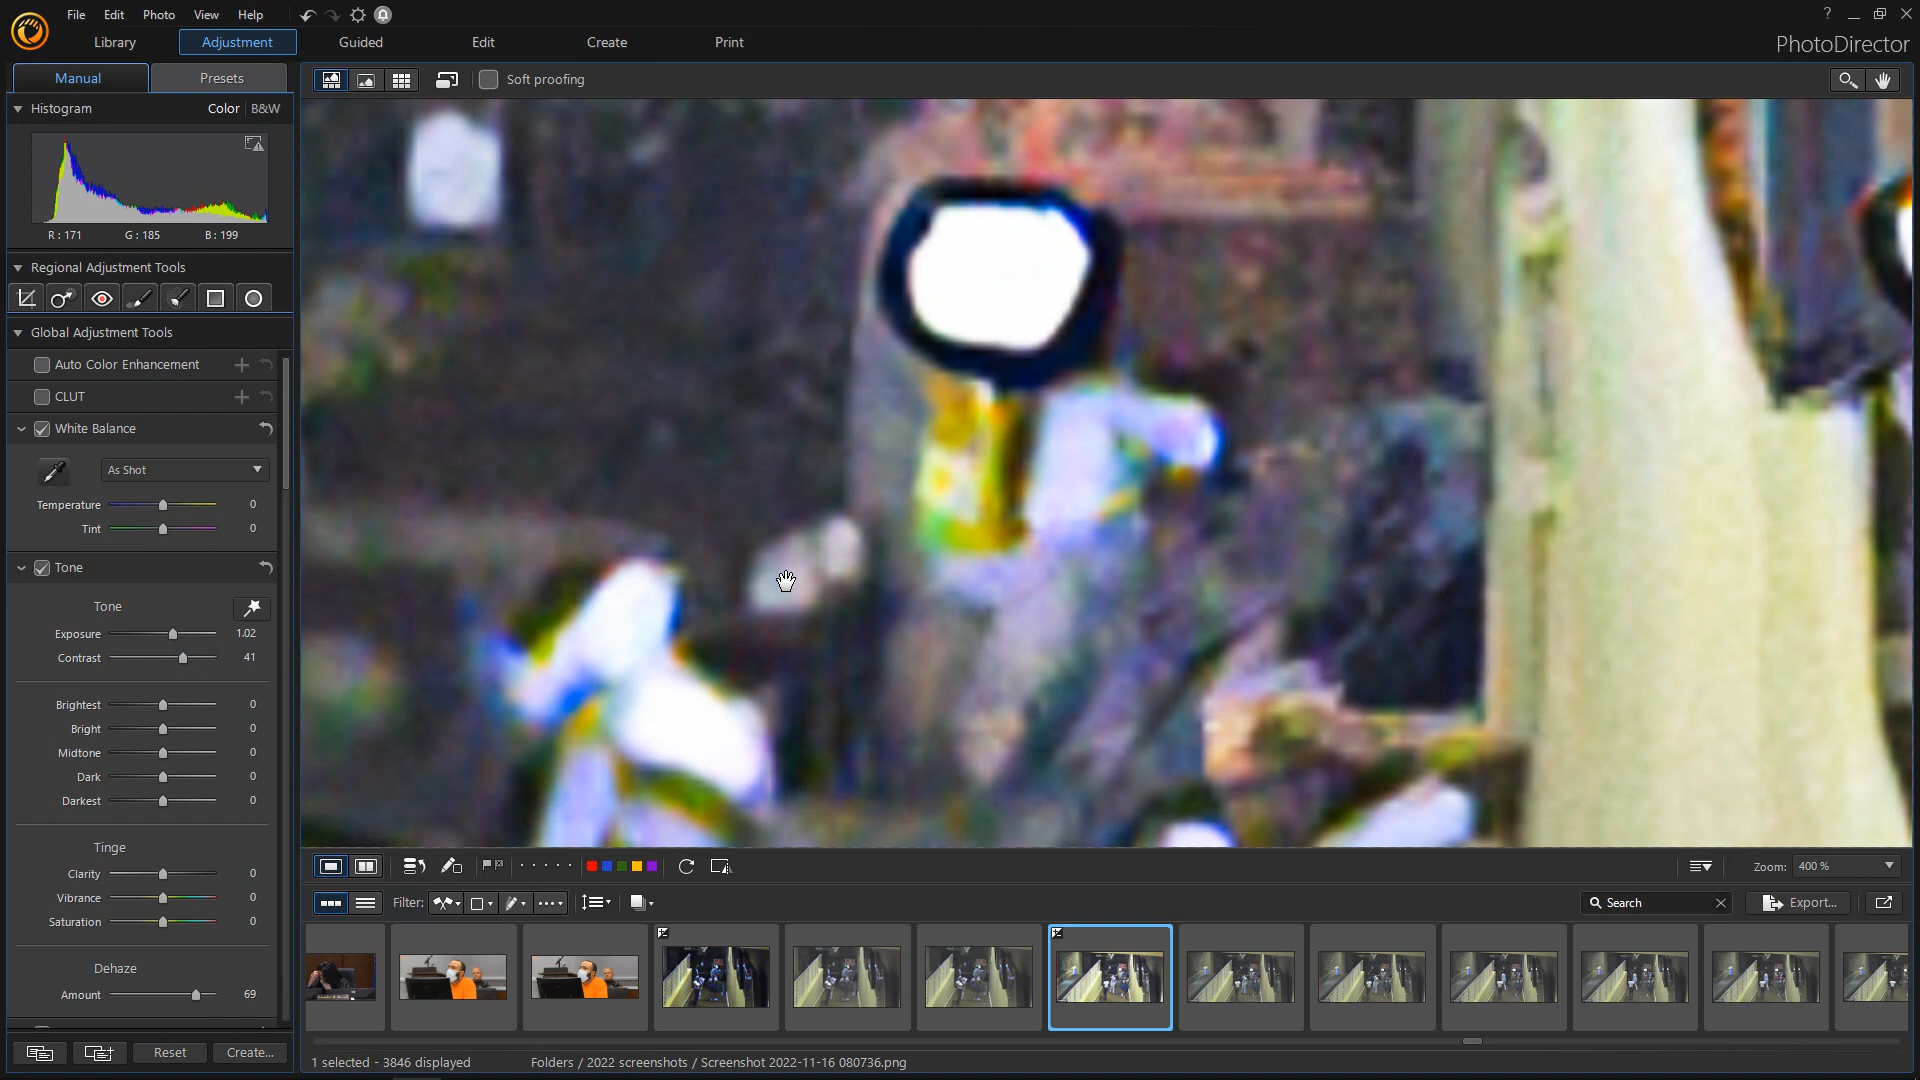 File Edit Photo View Help
?
Library Adjustment Guided Edit Create Print
PhotoDirector
Manual Presets
Soft proofing
Histogram Color | B&W
R : 171 G : 185 B : 199
Regional Adjustment Tools
Global Adjustment Tools
Auto Color Enhancement
CLUT
White Balance
As Shot
Temperature 0
Tint 0
Tone
Tone
Exposure 1.02
Contrast 41
Brightest 0
Bright 0
Midtone 0
Dark 0
Darkest 0
Tinge
Clarity 0
Vibrance 0
Saturation 0
Dehaze
Amount 69
Reset Create...
Zoom: 400 %
Filter:
Search
Export...
1 selected - 3846 displayed Folders / 2022 screenshots / Screenshot 2022-11-16 080736.png